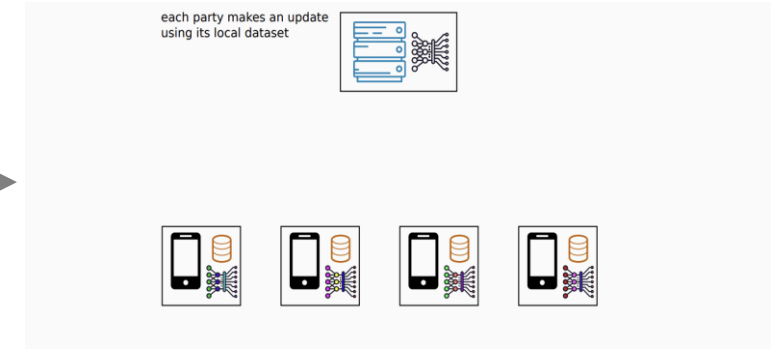 each party makes an update
using its local dataset